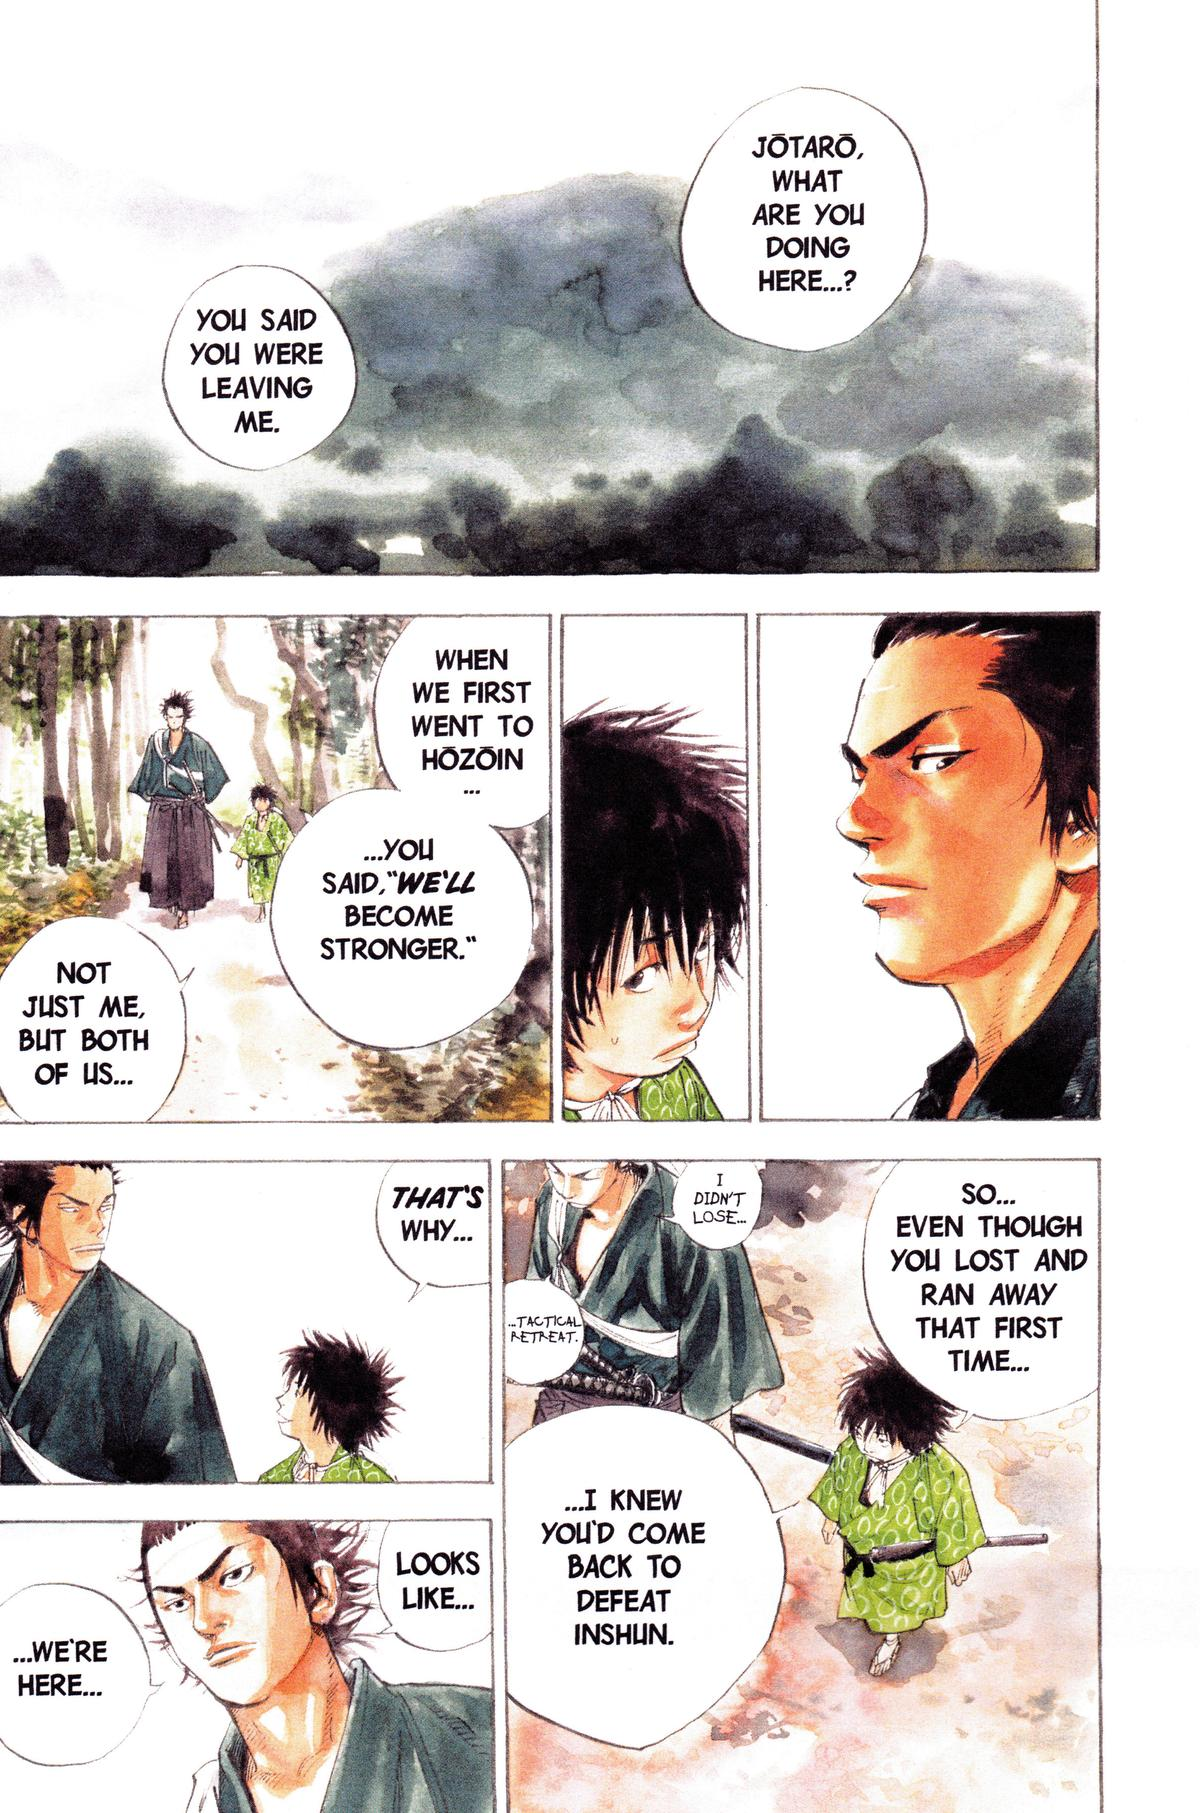 JŌTARŌ,
WHAT
ARE YOU
DOING
HERE...?
YOU SAID
YOU WERE
LEAVING
ME.
WHEN
WE FIRST
WENT TO
HŌZŌIN
...
...YOU
SAID, "WE'LL
BECOME
STRONGER."
NOT
JUST ME,
BUT BOTH
OF US...
SO...
EVEN THOUGH
YOU LOST AND
RAN AWAY
THAT FIRST
TIME...
I
DIDN'T
LOSE...
...TACTICAL
RETREAT.
...I KNEW
YOU'D COME
BACK TO
DEFEAT
INSHUN.
THAT'S
WHY...
LOOKS
LIKE...
...WE'RE
HERE...